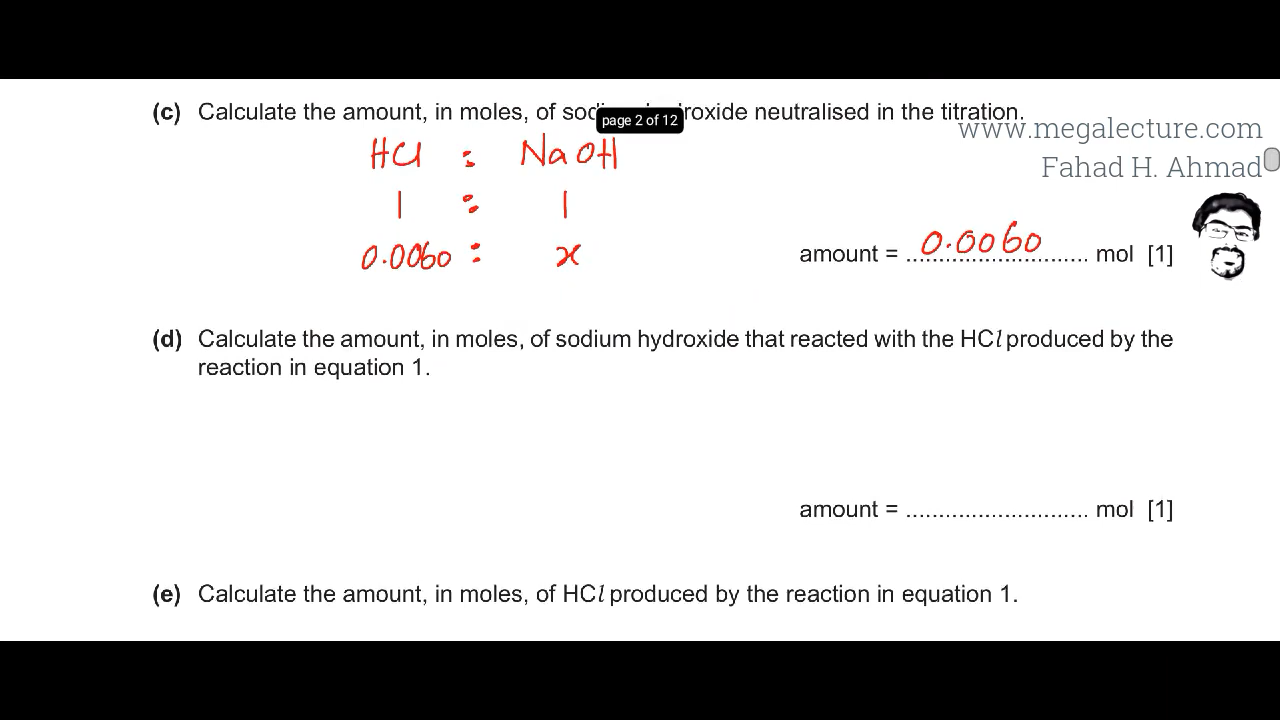 (c) Calculate the amount, in moles, of sod hydroxide neutralised in the titration.
page 2 of 12
www.megalecture.com
Fahad H. Ahmad
HCl : NaOH
1 : 1
0.0060 : x
amount = 0.0060 mol [1]
(d) Calculate the amount, in moles, of sodium hydroxide that reacted with the HCl produced by the
reaction in equation 1.
amount = ........................... mol [1]
(e) Calculate the amount, in moles, of HCl produced by the reaction in equation 1.